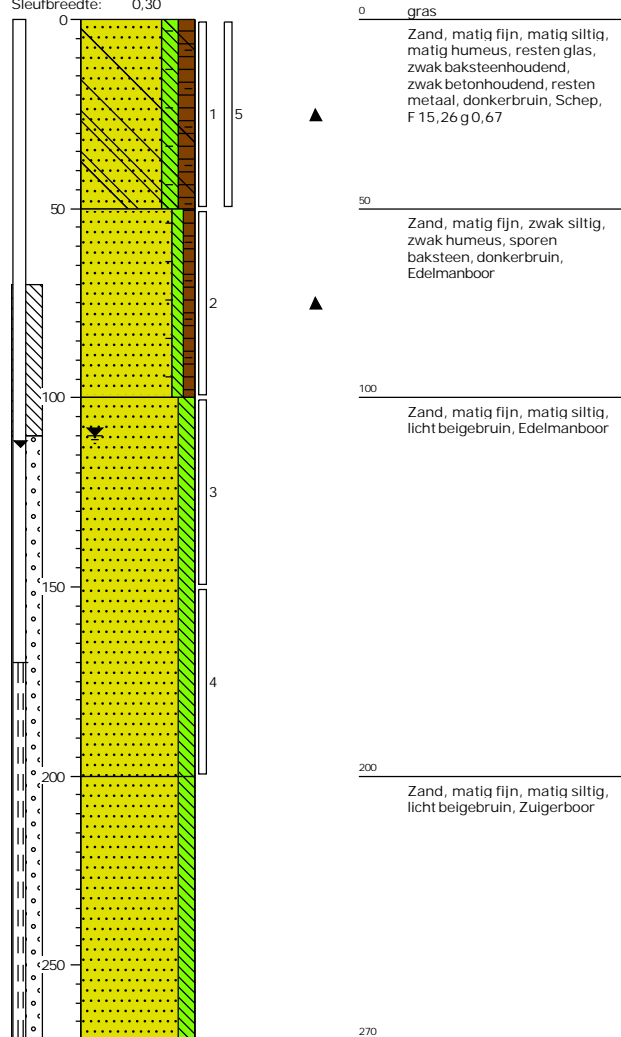 Sleufbreedte: 0,30
0
0 gras
Zand, matig fijn, matig siltig,
matig humeus, resten glas,
zwak baksteenhoudend,
zwak betonhoudend, resten
metaal, donkerbruin, Schep,
F 15,26 g 0,67
1
5
50
50
Zand, matig fijn, zwak siltig,
zwak humeus, sporen
baksteen, donkerbruin,
Edelmanboor
2
100
100
Zand, matig fijn, matig siltig,
licht beigebruin, Edelmanboor
3
150
4
200
200
Zand, matig fijn, matig siltig,
licht beigebruin, Zuigerboor
250
270